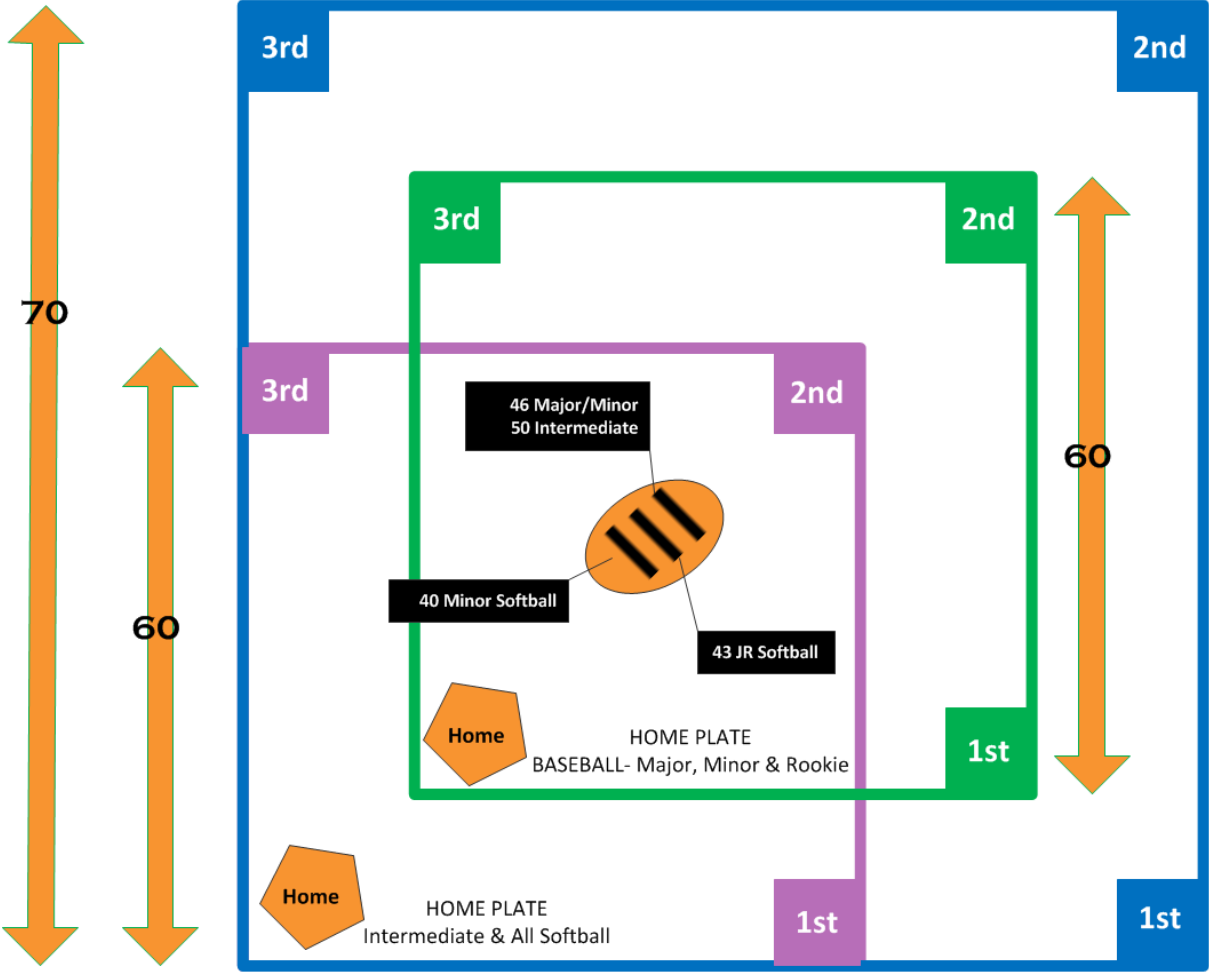 3rd
2nd
3rd
2nd
70
3rd
2nd
46 Major/Minor
50 Intermediate
60
40 Minor Softball
60
43 JR Softball
Home
HOME PLATE
BASEBALL- Major, Minor & Rookie
1st
Home
HOME PLATE
Intermediate & All Softball
1st
1st